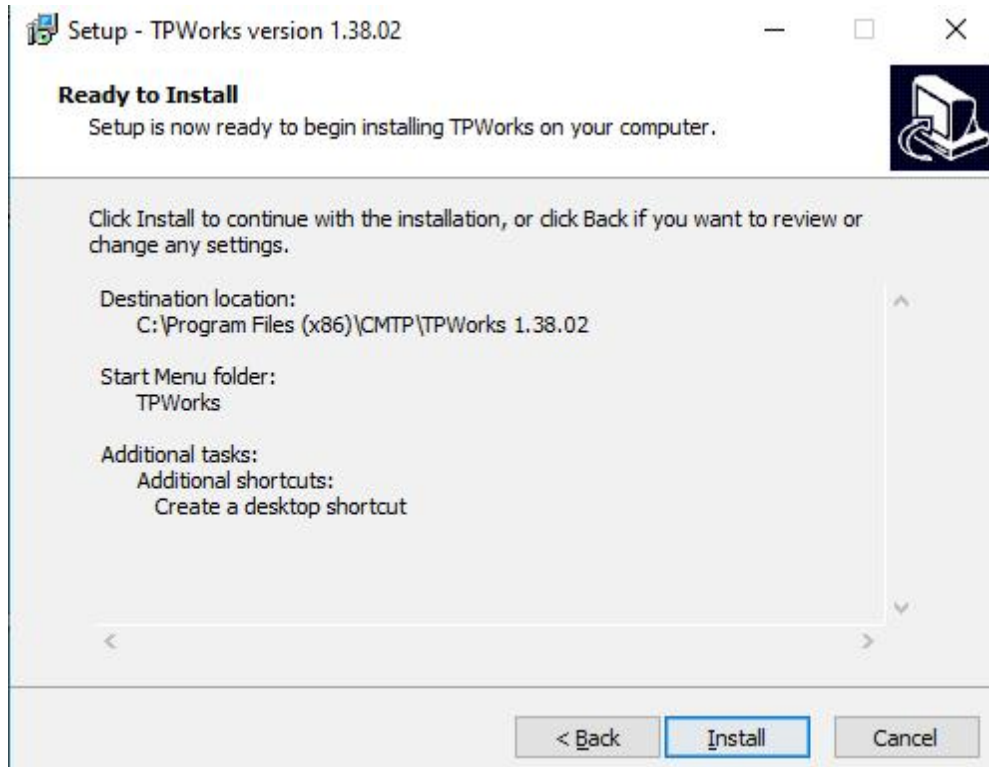 Setup - TPWorks version 1.38.02
Ready to Install
Setup is now ready to begin installing TPWorks on your computer.
Click Install to continue with the installation, or click Back if you want to review or
change any settings.
Destination location:
C:\Program Files (x86)\CMTP\TPWorks 1.38.02
Start Menu folder:
TPWorks
Additional tasks:
Additional shortcuts:
Create a desktop shortcut
< Back Install Cancel